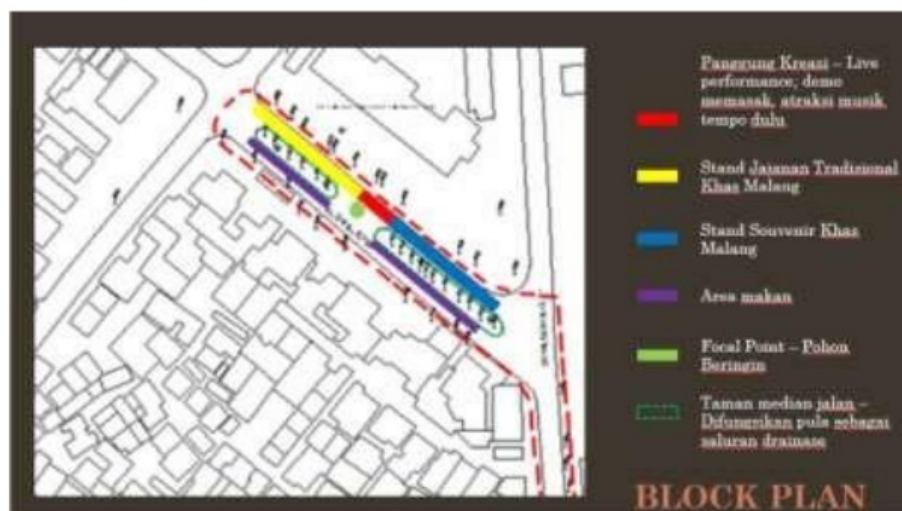 Panggung Kreasi – Live
performance, demo
memasak, atraksi musik
tempo dulu
Stand Jajanan Tradisional
Khas Malang
Stand Souvenir Khas
Malang
Area makan
Focal Point – Pohon
Beringin
Taman median jalan –
Difungsikan pula sebagai
saluran drainase
BLOCK PLAN